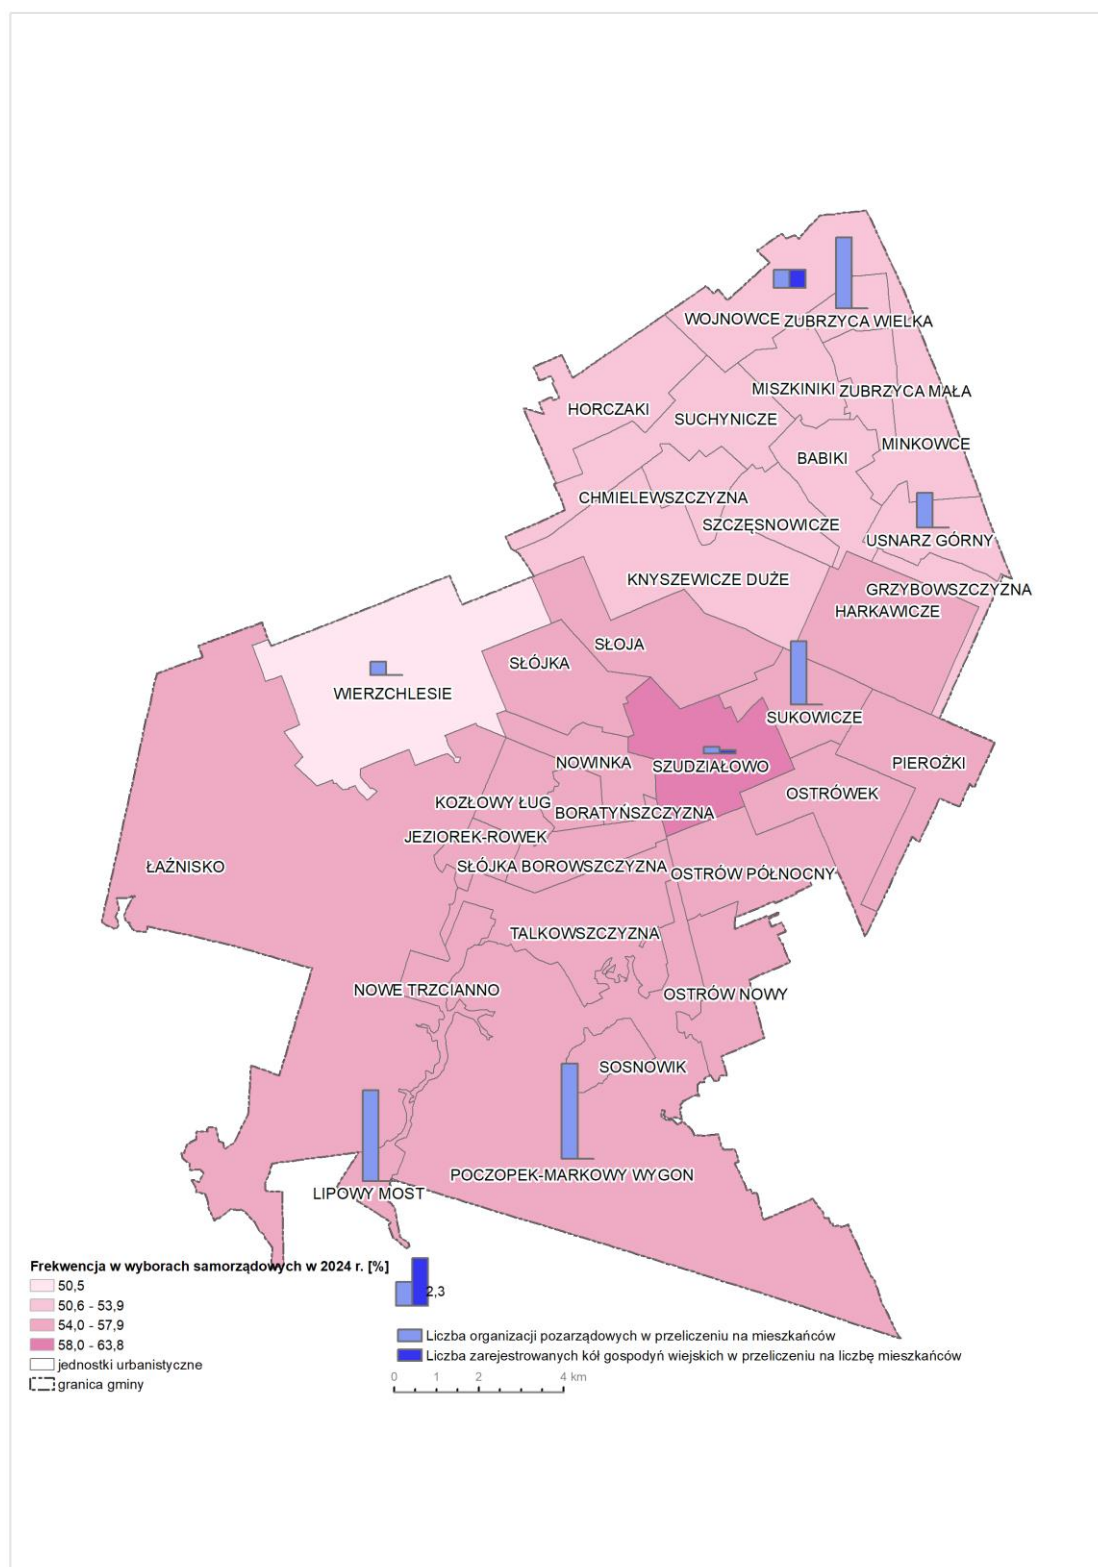 WOJNOWCE
ZUBRZYCA WIELKA
MISZKINIKI
ZUBRZYCA MAŁA
HORCZAKI
SUCHYNICZE
MINKOWCE
BABIKI
CHMIELEWSZCZYZNA
SZCZĘSNOWICZE
USNARZ GÓRNY
KNYSZEWICZE DUŻE
GRZYBOWSZCZYZNA
HARKAWICZE
SŁOJA
SŁÓJKA
WIERZCHLESIE
SUKOWICZE
NOWINKA
SZUDZIAŁOWO
PIEROŻKI
OSTRÓWEK
KOZŁOWY ŁUG
BORATYŃSZCZYZNA
JEZIOREK-ROWEK
ŁAŹNISKO
SŁÓJKA BOROWSZCZYZNA
OSTRÓW PÓŁNOCNY
TALKOWSZCZYZNA
NOWE TRZCIANNO
OSTRÓW NOWY
SOSNOWIK
POCZOPEK-MARKOWY WYGON
LIPOWY MOST
Frekwencja w wyborach samorządowych w 2024 r. [%]
50,5
50,6 - 53,9
54,0 - 57,9
58,0 - 63,8
jednostki urbanistyczne
granica gminy
2,3
Liczba organizacji pozarządowych w przeliczeniu na mieszkańców
Liczba zarejestrowanych kół gospodyń wiejskich w przeliczeniu na liczbę mieszkańców
0 1 2 4 km